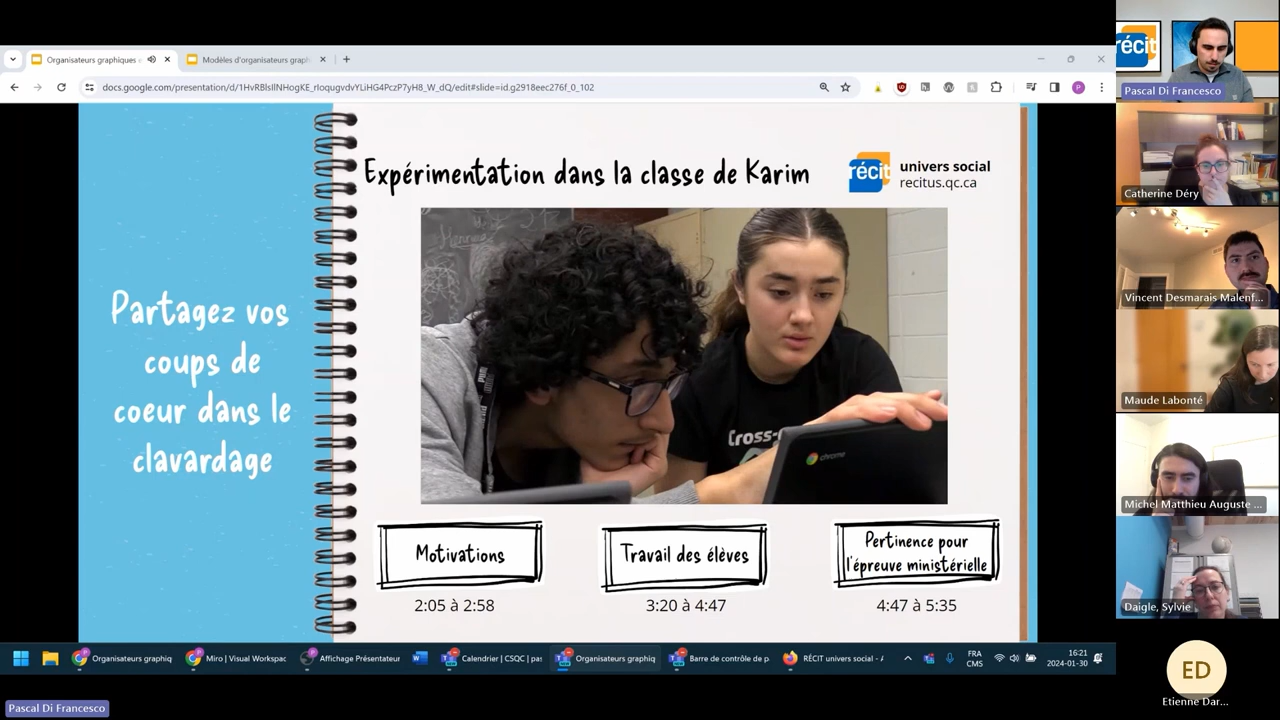 Organisateurs graphiques e
Modèles d'organisateurs graph
docs.google.com/presentation/d/
Partagez vos
coups de
coeur dans le
clavardage
Expérimentation dans la classe de Karim
récit
univers social
recitus.qc.ca
Cross-
chrome
Motivations
2:05 à 2:58
Travail des élèves
3:20 à 4:47
Pertinence pour
l'épreuve ministérielle
4:47 à 5:35
récit
Pascal Di Francesco
Catherine Déry
Vincent Desmarais Malenf...
Maude Labonté
Michel Matthieu Auguste ...
Daigle, Sylvie
ED
Etienne Dar...
Organisateurs graphiq
Miro | Visual Workspac
Affichage Présentateur
Calendrier | CSQC | pas
Organisateurs graphiq
Barre de contrôle de p
RÉCIT univers social - A
FRA
CMS
16:21
2024-01-30
Pascal Di Francesco